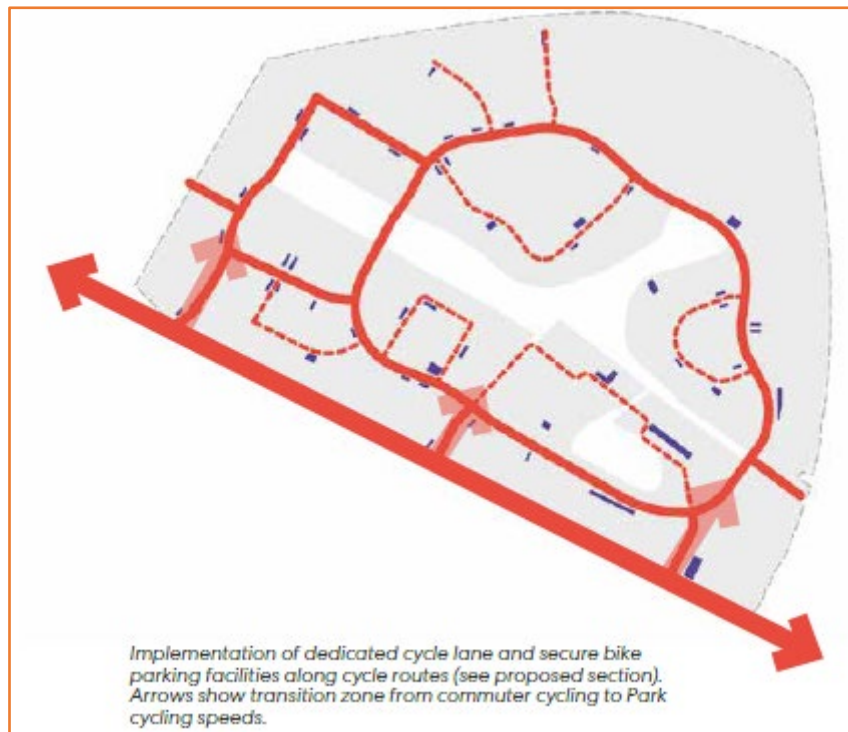 Implementation of dedicated cycle lane and secure bike
parking facilities along cycle routes (see proposed section).
Arrows show transition zone from commuter cycling to Park
cycling speeds.